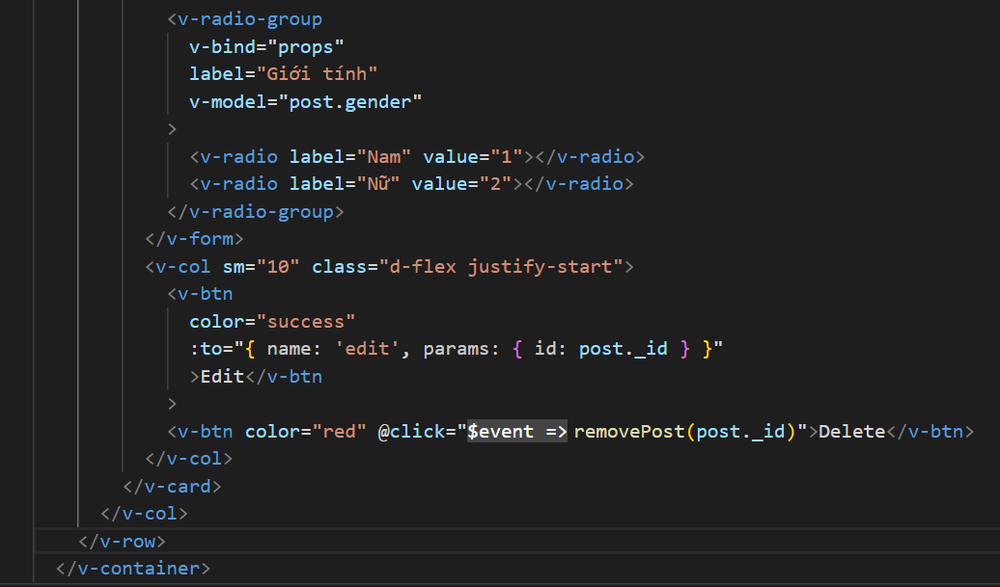 <v-radio-group
v-bind="props"
label="Giới tính"
v-model="post.gender"
>
<v-radio label="Nam" value="1"></v-radio>
<v-radio label="Nữ" value="2"></v-radio>
</v-radio-group>
</v-form>
<v-col sm="10" class="d-flex justify-start">
<v-btn
color="success"
:to="{ name: 'edit', params: { id: post._id } }"
>Edit</v-btn
>
<v-btn color="red" @click="$event => removePost(post._id)">Delete</v-btn>
</v-col>
</v-card>
</v-col>
</v-row>
</v-container>